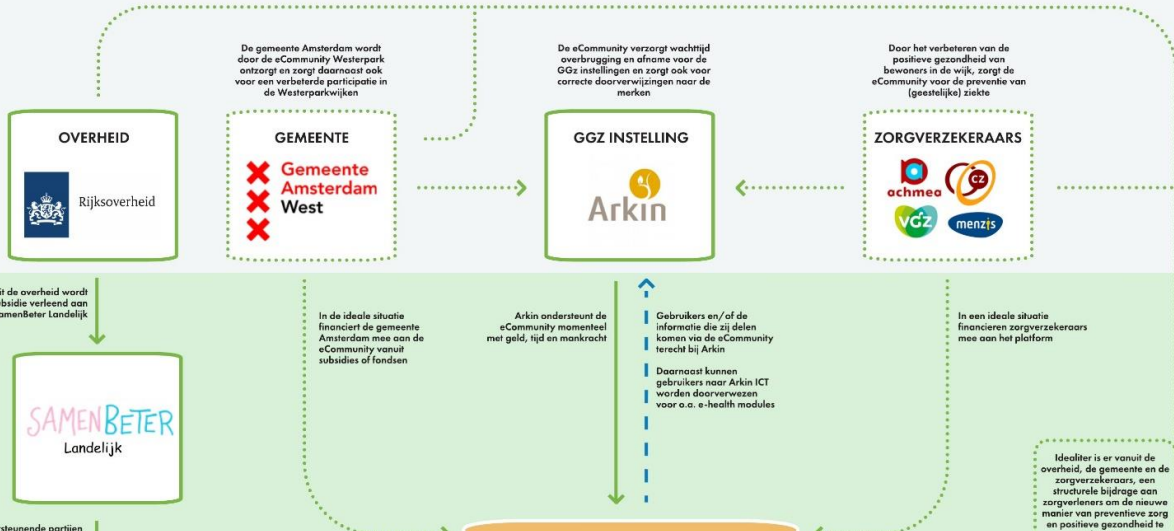 De gemeente Amsterdam wordt
door de eCommunity Westerpark
ontzorgt en zorgt daarnaast ook
voor een verbeterde participatie in
de Westerparkwijken
De eCommunity verzorgt wachttijd
overbrugging en afname voor de
GGz instellingen en zorgt ook voor
correcte doorverwijzingen naar de
merken
Door het verbeteren van de
positieve gezondheid van
bewoners in de wijk, zorgt de
eCommunity voor de preventie van
(geestelijke) ziekte
OVERHEID
Rijksoverheid
GEMEENTE
Gemeente
Amsterdam
West
GGZ INSTELLING
Arkin
ZORGVERZEKERAARS
achmea
CZ
VGZ
menzis
de overheid wordt
subsidie verleend aan
SamenBeter Landelijk
In de ideale situatie
financiert de gemeente
Amsterdam mee aan de
eCommunity vanuit
subsidies of fondsen
Arkin ondersteunt de
eCommunity momenteel
met geld, tijd en mankracht
Gebruikers en/of de
informatie die zij delen
komen via de eCommunity
terecht bij Arkin
Daarnaast kunnen
gebruikers naar Arkin ICT
worden doorverwezen
voor o.a. e-health modules
In een ideale situatie
financieren zorgverzekeraars
mee aan het platform
SAMENBETER
Landelijk
Idealiter is er vanuit de
overheid, de gemeente en de
zorgverzekeraars, een
structurele bijdrage aan
zorgverleners om de nieuwe
manier van preventieve zorg
en positieve gezondheid te
partijen